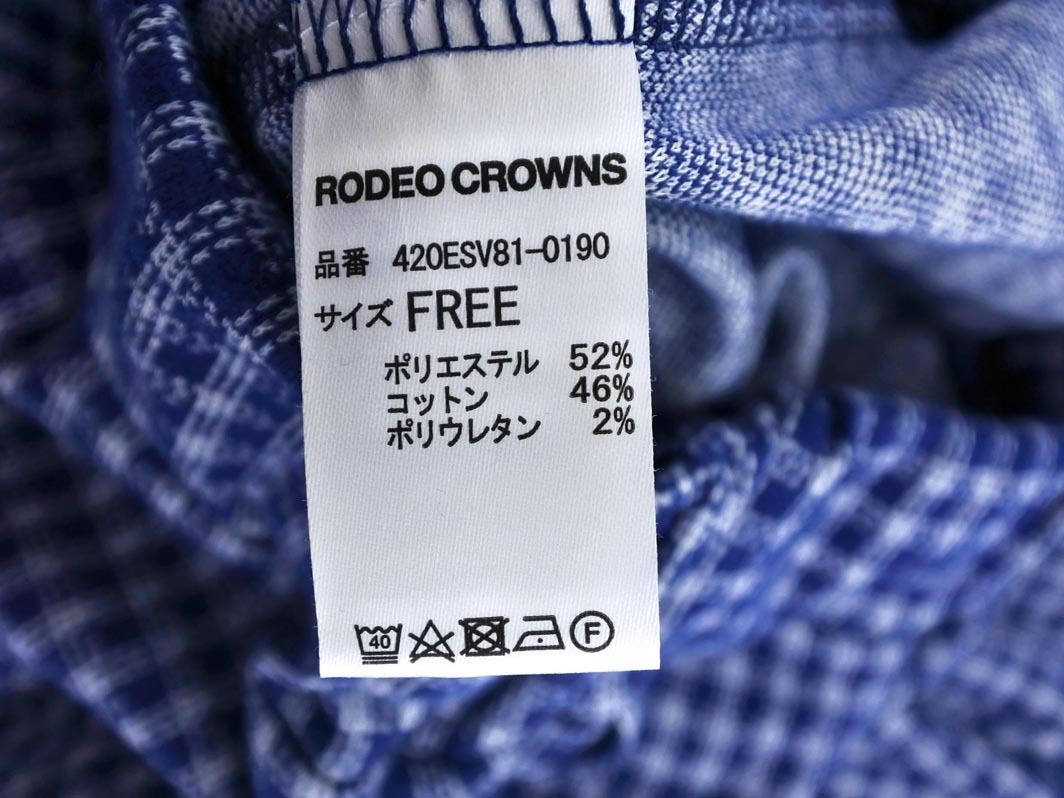 RODEO CROWNS
品番 420ESV81-0190
サイズ FREE
ポリエステル 52%
コットン 46%
ポリウレタン 2%
40 F